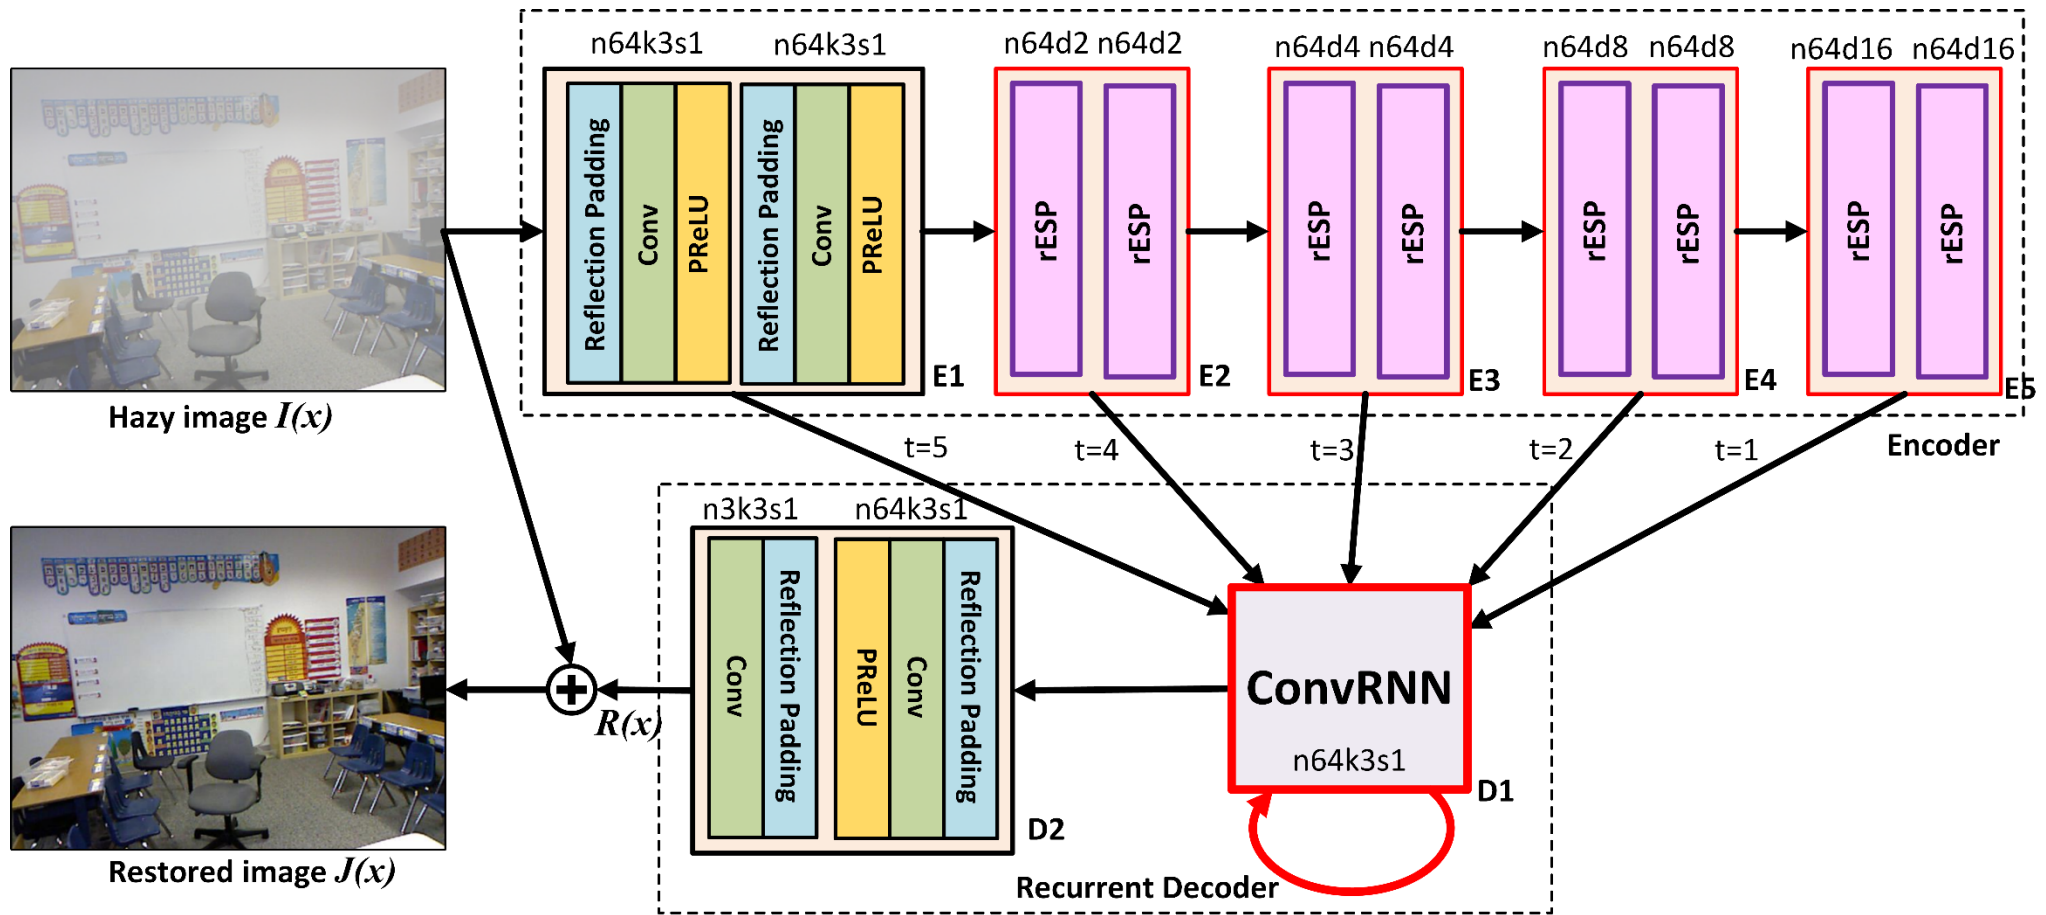 n64k3s1 n64k3s1 n64d2 n64d2 n64d4 n64d4 n64d8 n64d8 n64d16 n64d16
Reflection Padding
Conv
PReLU
Reflection Padding
Conv
PReLU
E1
rESP
rESP
E2
rESP
rESP
E3
rESP
rESP
E4
rESP
rESP
E5
Hazy image I(x)
Encoder
t=5 t=4 t=3 t=2 t=1
n3k3s1 n64k3s1
Conv
Reflection Padding
PReLU
Conv
Reflection Padding
D2
ConvRNN
n64k3s1
D1
R(x)
Restored image J(x)
Recurrent Decoder